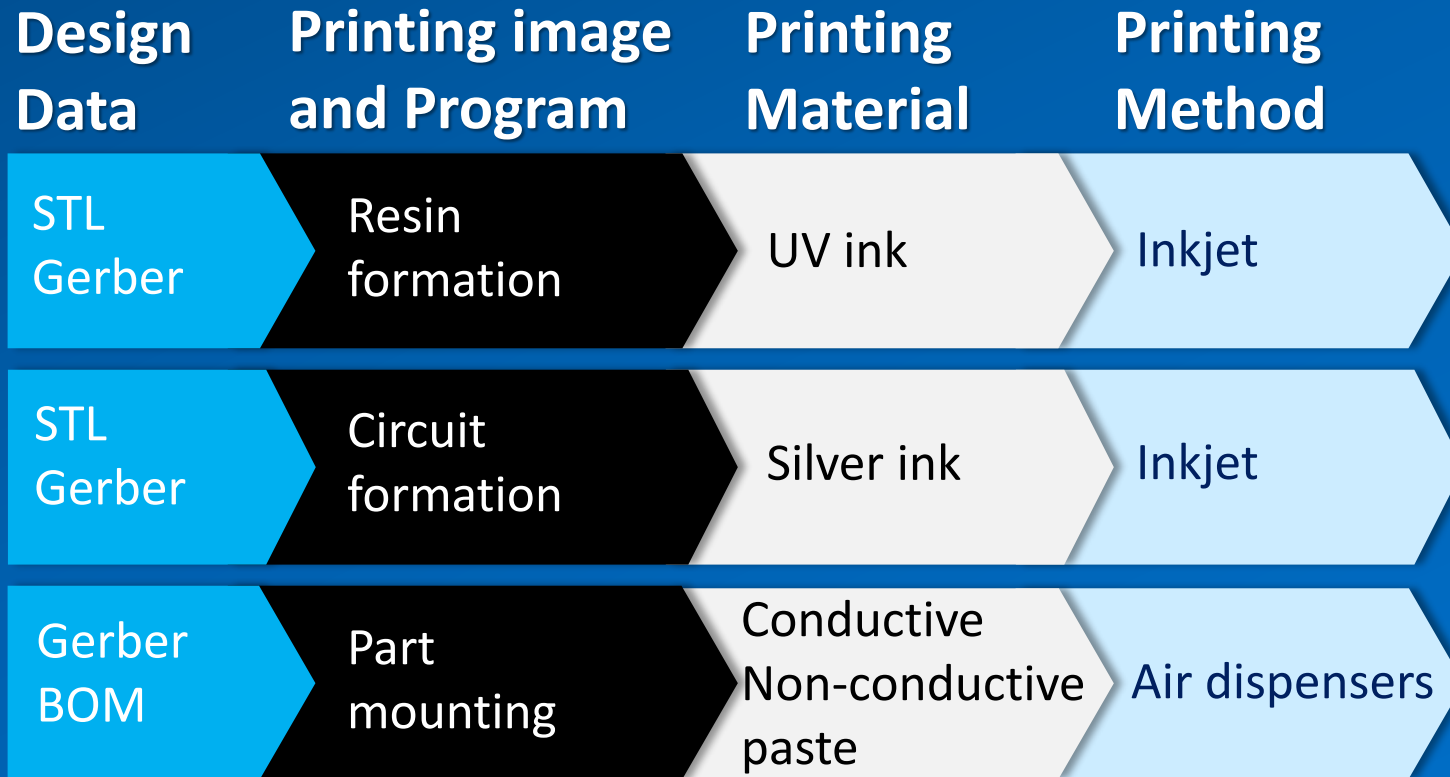 Design
Data
Printing image
and Program
Printing
Material
Printing
Method
STL
Gerber
Resin
formation
UV ink
Inkjet
STL
Gerber
Circuit
formation
Silver ink
Inkjet
Gerber
BOM
Part
mounting
Conductive
Non-conductive
paste
Air dispensers